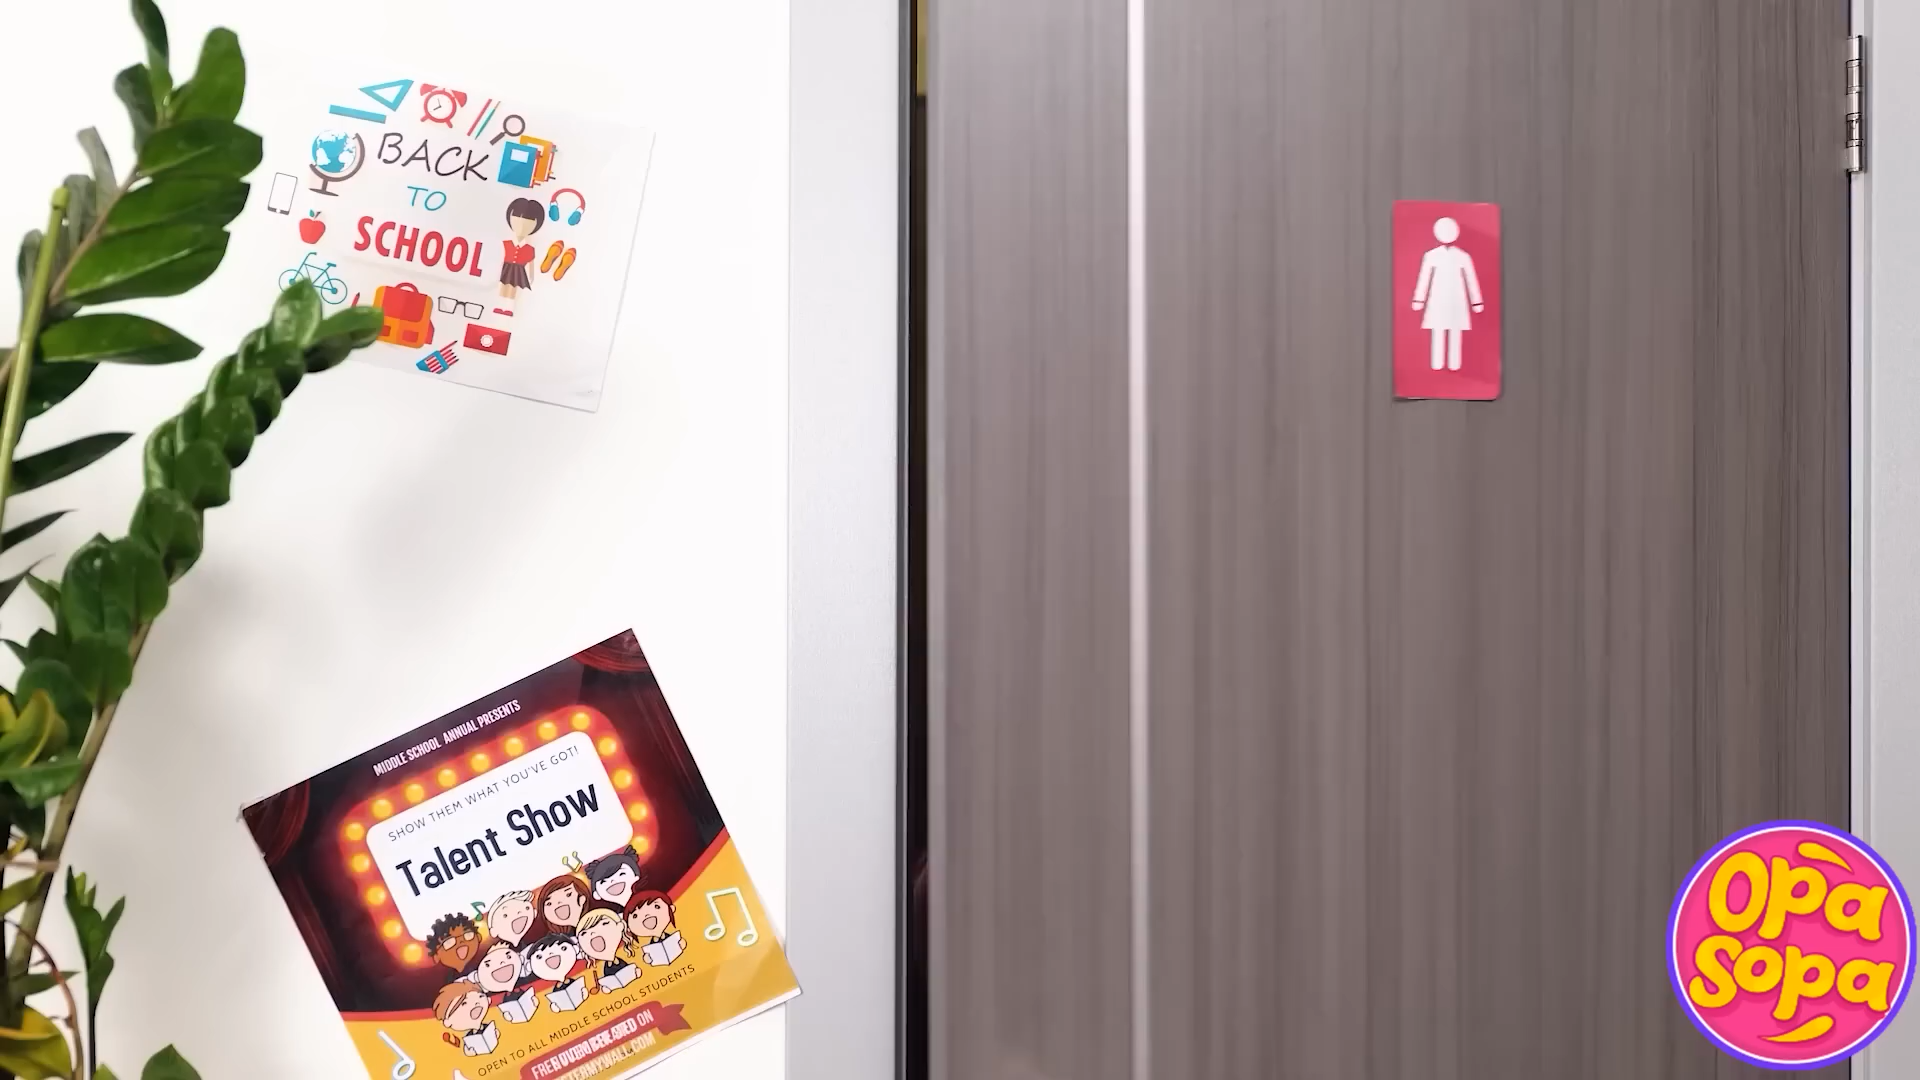 BACK
TO
SCHOOL
MIDDLE SCHOOL ANNUAL PRESENTS
SHOW THEM WHAT YOU'VE GOT!
Talent Show
OPEN TO ALL MIDDLE SCHOOL STUDENTS
Opa
Sopa